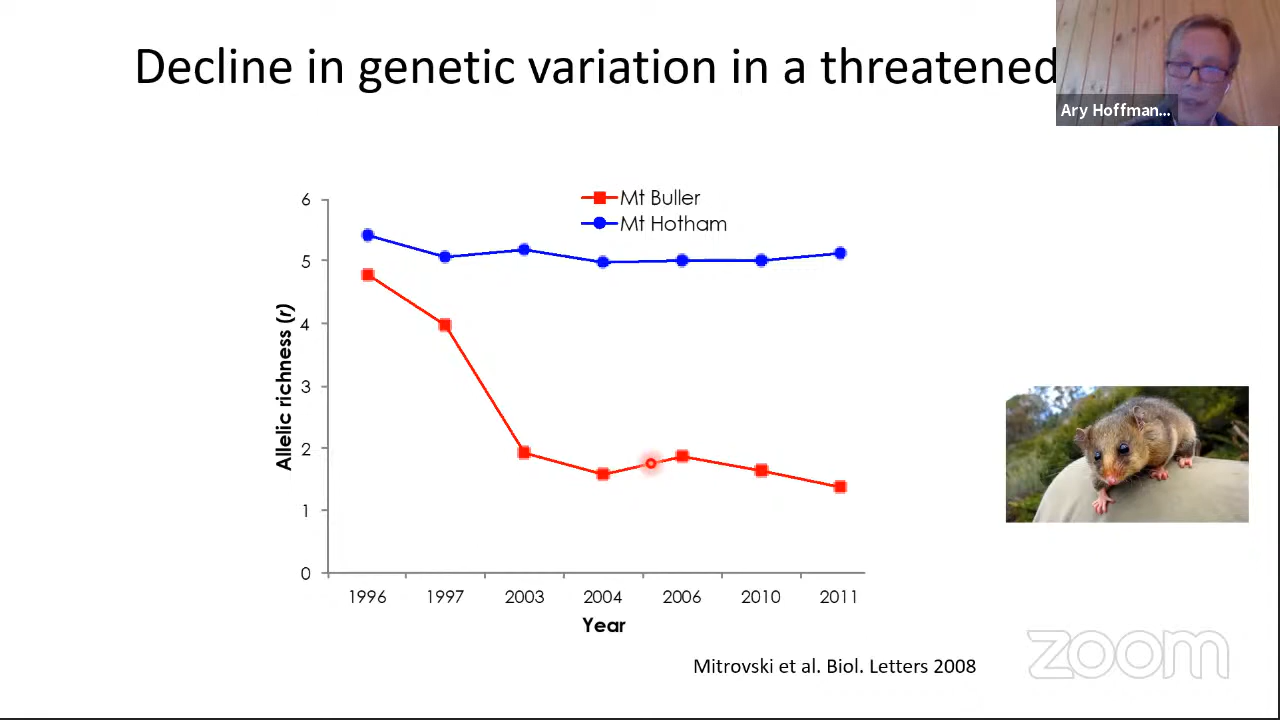 Decline in genetic variation in a threatened
Ary Hoffman...
Mt Buller
Mt Hotham
6
5
4
3
2
1
0
Allelic richness (r)
1996 1997 2003 2004 2006 2010 2011
Year
Mitrovski et al. Biol. Letters 2008
zoom